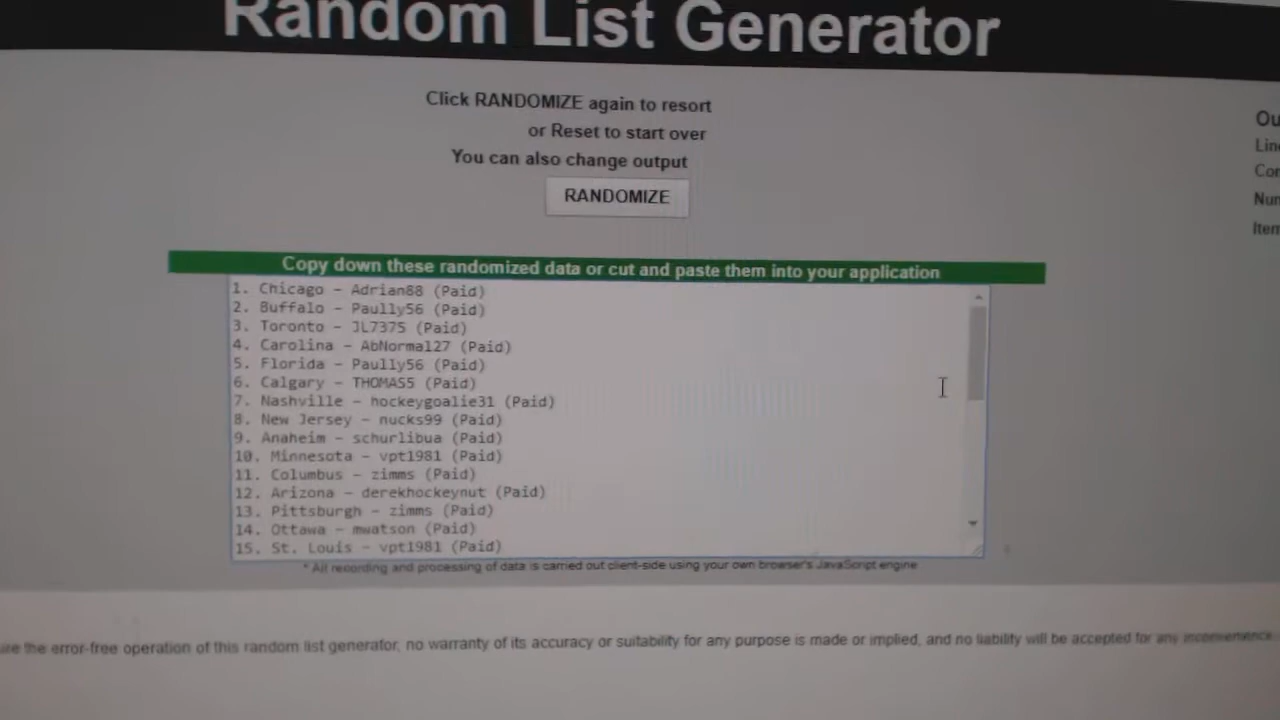 Random List Generator
Click RANDOMIZE again to resort
or Reset to start over
You can also change output
RANDOMIZE
Copy down these randomized data or cut and paste them into your application
1. Chicago - Adrian88 (Paid)
2. Buffalo - Paully56 (Paid)
3. Toronto - JL7375 (Paid)
4. Carolina - AbNormal27 (Paid)
5. Florida - Paully56 (Paid)
6. Calgary - THOMAS5 (Paid)
7. Nashville - hockeygoalie31 (Paid)
8. New Jersey - nucks99 (Paid)
9. Anaheim - schurlibua (Paid)
10. Minnesota - vpt1981 (Paid)
11. Columbus - zimms (Paid)
12. Arizona - derekhockeynut (Paid)
13. Pittsburgh - zimms (Paid)
14. Ottawa - mwatson (Paid)
15. St. Louis - vpt1981 (Paid)
* All recording and processing of data is carried out client-side using your own browser's JavaScript engine
the error-free operation of this random list generator, no warranty of its accuracy or suitability for any purpose is made or implied, and no liability will be accepted for any inconvenience